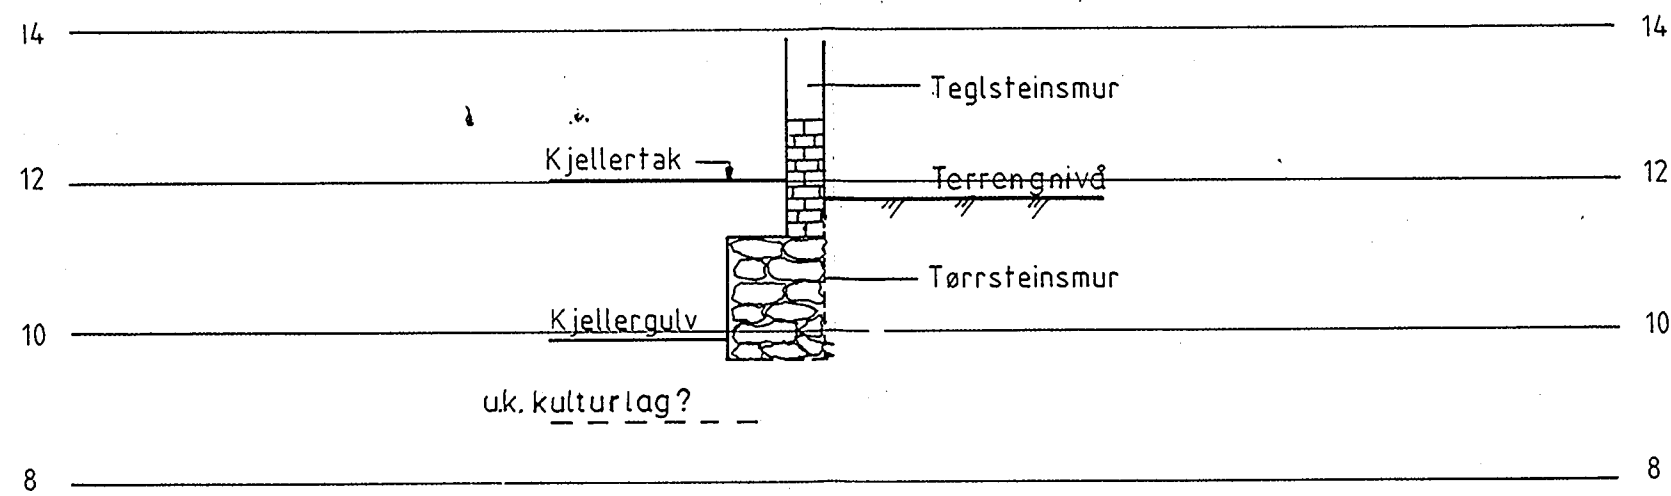 14 14
Teglsteinsmur
Kjellertak
12 Terrengnivå 12
Tørrsteinsmur
Kjellergulv
10 10
u.k. kulturlag?
8 8